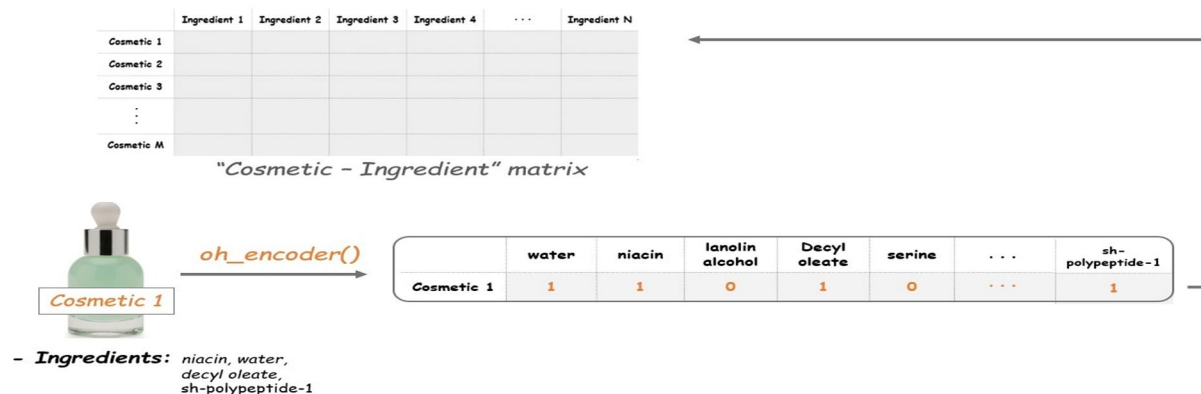 Ingredient 1 Ingredient 2 Ingredient 3 Ingredient 4 ... Ingredient N
Cosmetic 1
Cosmetic 2
Cosmetic 3
⋮
Cosmetic M
"Cosmetic – Ingredient" matrix
oh_encoder()
water niacin lanolin alcohol Decyl oleate serine ... sh-polypeptide-1
Cosmetic 1 1 1 0 1 0 ... 1
Cosmetic 1
- Ingredients: niacin, water,
decyl oleate,
sh-polypeptide-1